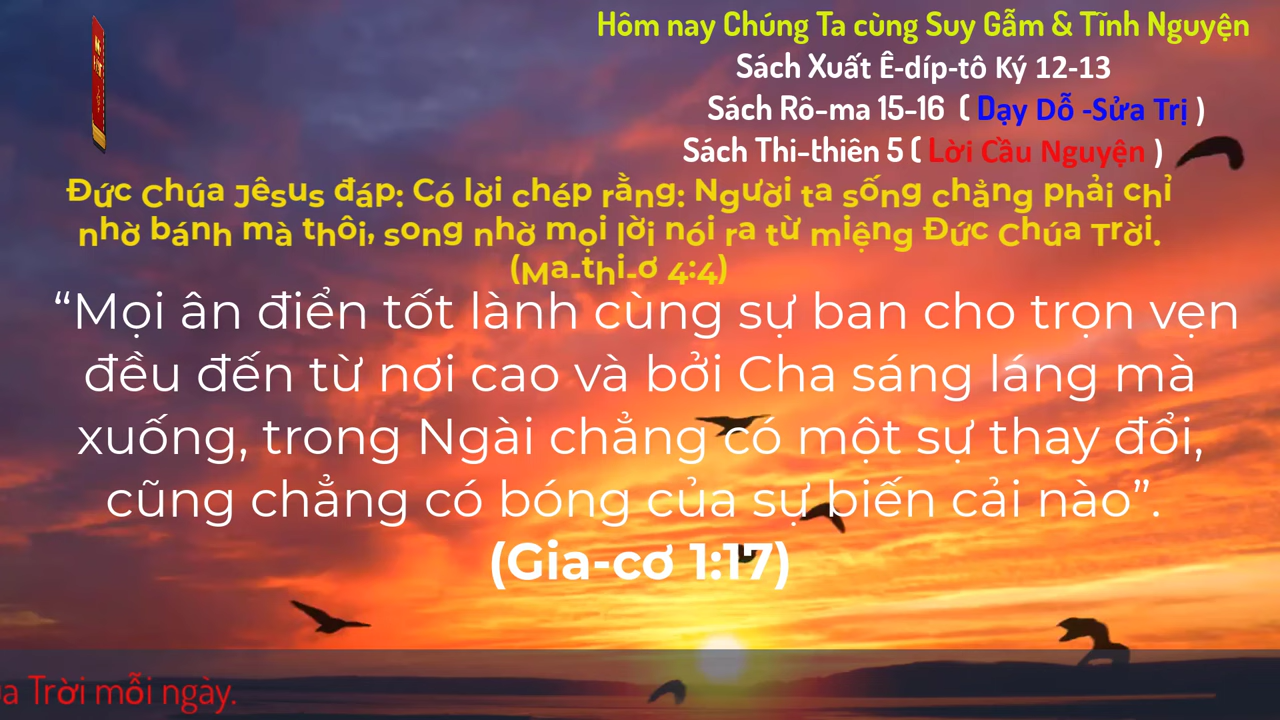 Hôm nay Chúng Ta cùng Suy Gẫm & Tĩnh Nguyện
Sách Xuất Ê-díp-tô Ký 12-13
Sách Rô-ma 15-16 ( Dạy Dỗ -Sửa Trị )
Sách Thi-thiên 5 ( Lời Cầu Nguyện )
Đức Chúa Jêsus đáp: Có lời chép rằng: Người ta sống chẳng phải chỉ
nhờ bánh mà thôi, song nhờ mọi lời nói ra từ miệng Đức Chúa Trời.
(Ma-thi-ơ 4:4)
“Mọi ân điển tốt lành cùng sự ban cho trọn vẹn
đều đến từ nơi cao và bởi Cha sáng láng mà
xuống, trong Ngài chẳng có một sự thay đổi,
cũng chẳng có bóng của sự biến cải nào”.
(Gia-cơ 1:17)
Trời mỗi ngày.